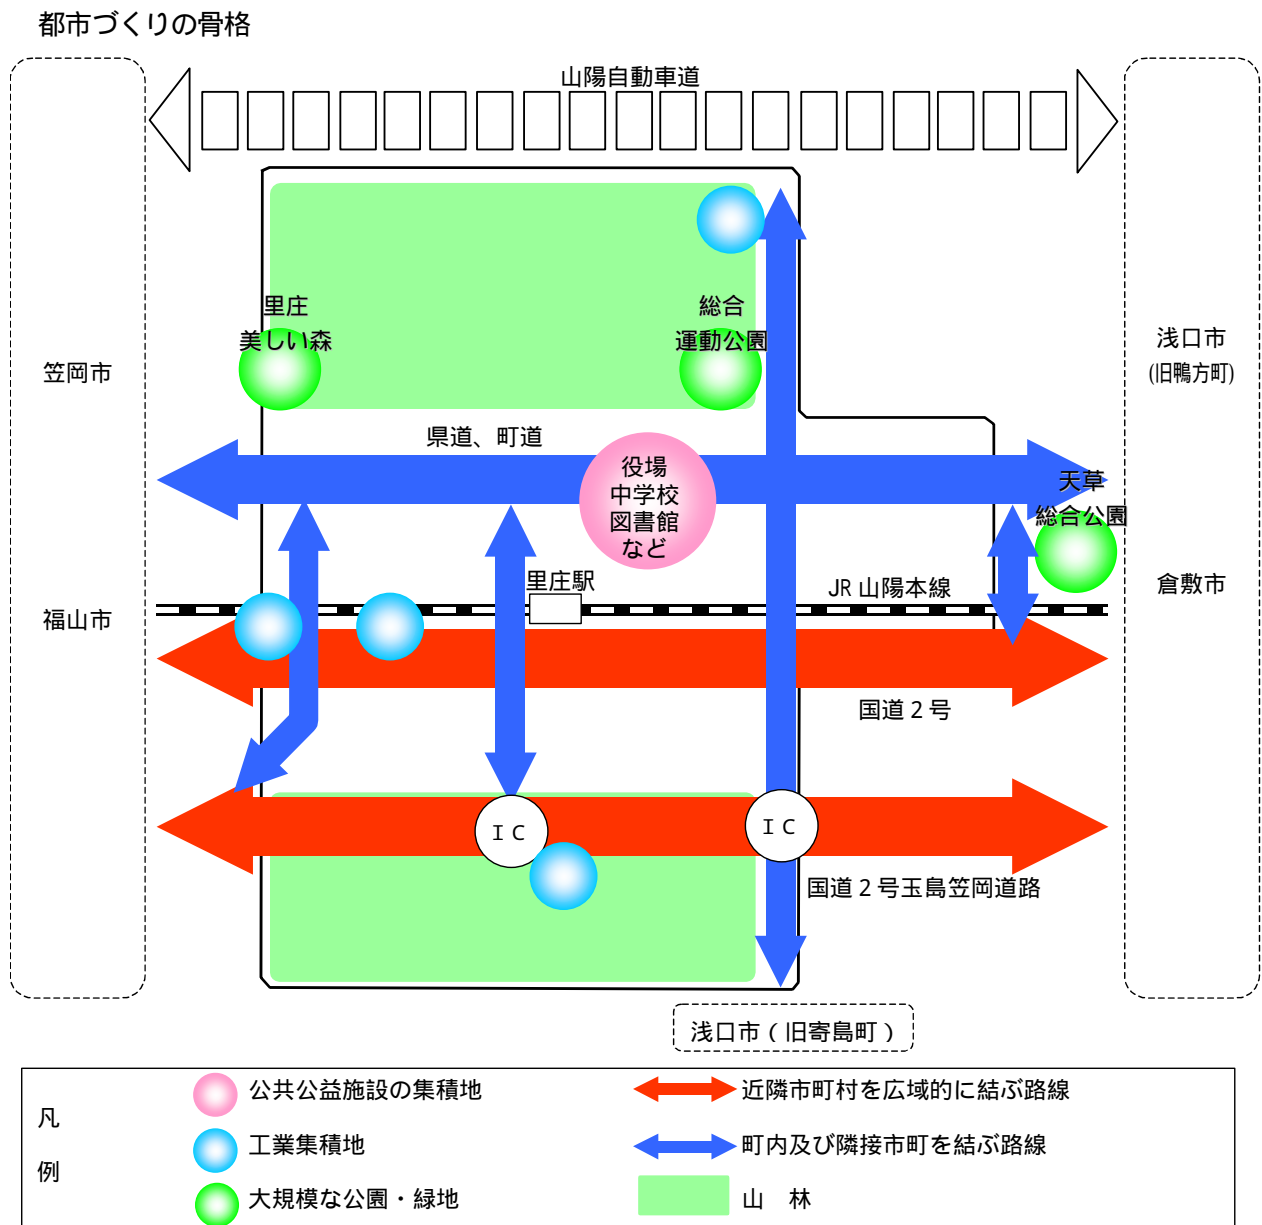 都市づくりの骨格
山陽自動車道
里庄
美しい森
総合
運動公園
笠岡市
浅口市
(旧鴨方町)
県道、町道
役場
中学校
図書館
など
天草
総合公園
里庄駅
JR 山陽本線
福山市
倉敷市
国道２号
ＩＣ
ＩＣ
国道２号玉島笠岡道路
浅口市（旧寄島町）
凡
例
公共公益施設の集積地
近隣市町村を広域的に結ぶ路線
工業集積地
町内及び隣接市町を結ぶ路線
大規模な公園・緑地
山　林